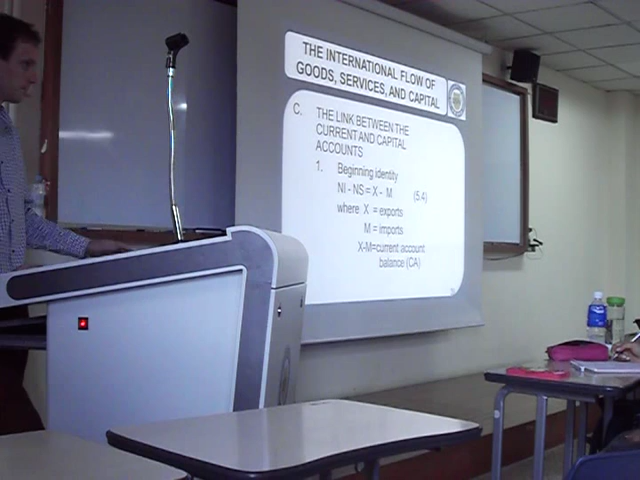 THE INTERNATIONAL FLOW OF
GOODS, SERVICES, AND CAPITAL
C. THE LINK BETWEEN THE
CURRENT AND CAPITAL
ACCOUNTS
1. Beginning identity
NI - NS = X - M (5.4)
where X = exports
M = imports
X-M=current account
balance (CA)